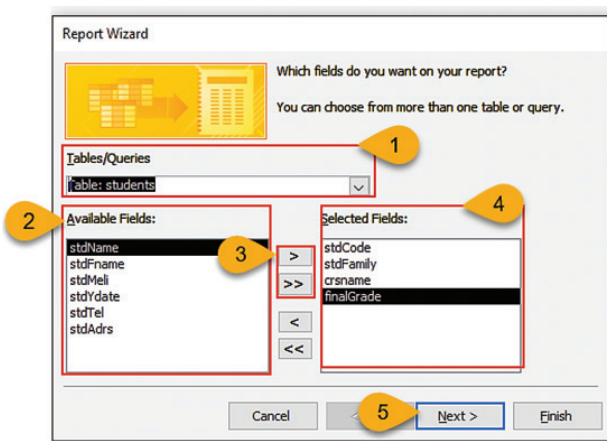 Report Wizard
Which fields do you want on your report?
You can choose from more than one table or query.
1
Tables/Queries
Table: students
2
Available Fields:
4
Selected Fields:
stdName
stdFname
stdMeli
stdYdate
stdTel
stdAdrs
3
>
>>
<
<<
stdCode
stdFamily
crsname
finalGrade
Cancel
<
5
Next >
Finish